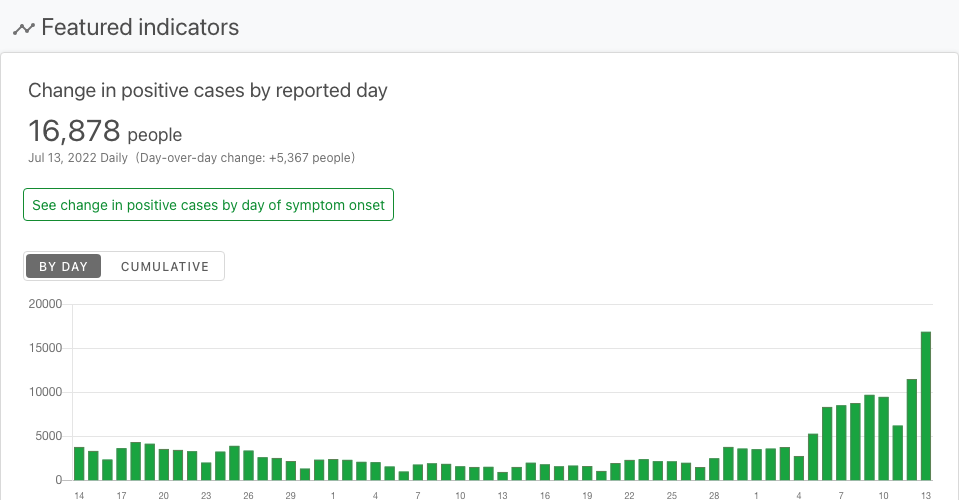 Featured indicators
Change in positive cases by reported day
16,878 people
Jul 13, 2022 Daily (Day-over-day change: +5,367 people)
See change in positive cases by day of symptom onset
BY DAY CUMULATIVE
20000
15000
10000
5000
0
14 17 20 23 26 29 1 4 7 10 13 16 19 22 25 28 1 4 7 10 13